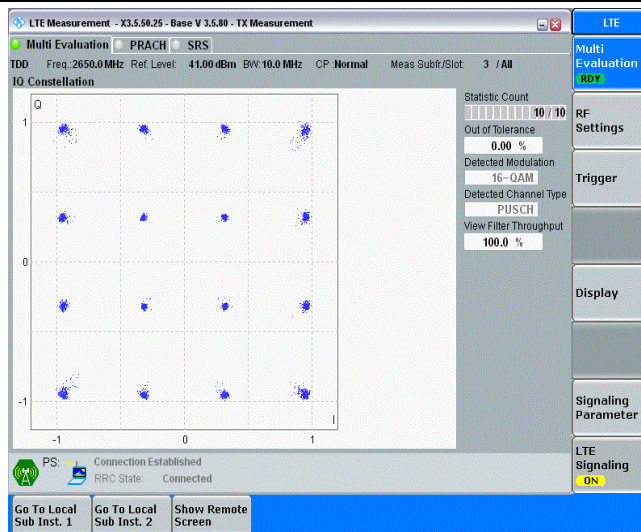 LTE Measurement - X3.5.50.25 - Base V 3.5.80 - TX Measurement
LTE
Multi Evaluation PRACH SRS
TDD Freq.:2650.0 MHz Ref. Level: 41.00 dBm BW:10.0 MHz CP :Normal Meas Subfr./Slot: 3 / All
IQ Constellation
Q
1
0
-1
-1 0 1
I
Statistic Count
10 / 10
Out of Tolerance
0.00 %
Detected Modulation
16-QAM
Detected Channel Type
PUSCH
View Filter Throughput
100.0 %
Multi
Evaluation
RDY
RF
Settings
Trigger
Display
Signaling
Parameter
LTE
Signaling
ON
PS: Connection Established
RRC State: Connected
Go To Local
Sub Inst. 1
Go To Local
Sub Inst. 2
Show Remote
Screen